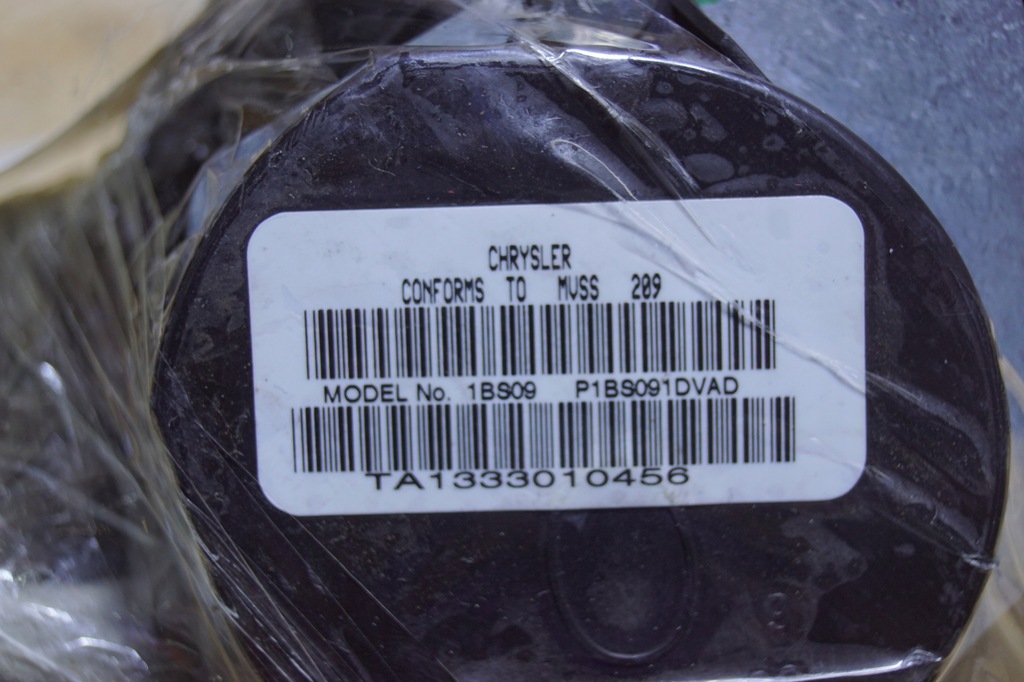 CHRYSLER
CONFORMS TO MVSS 209
MODEL No. 1BS09 P1BS091DVAD
TA1333010456